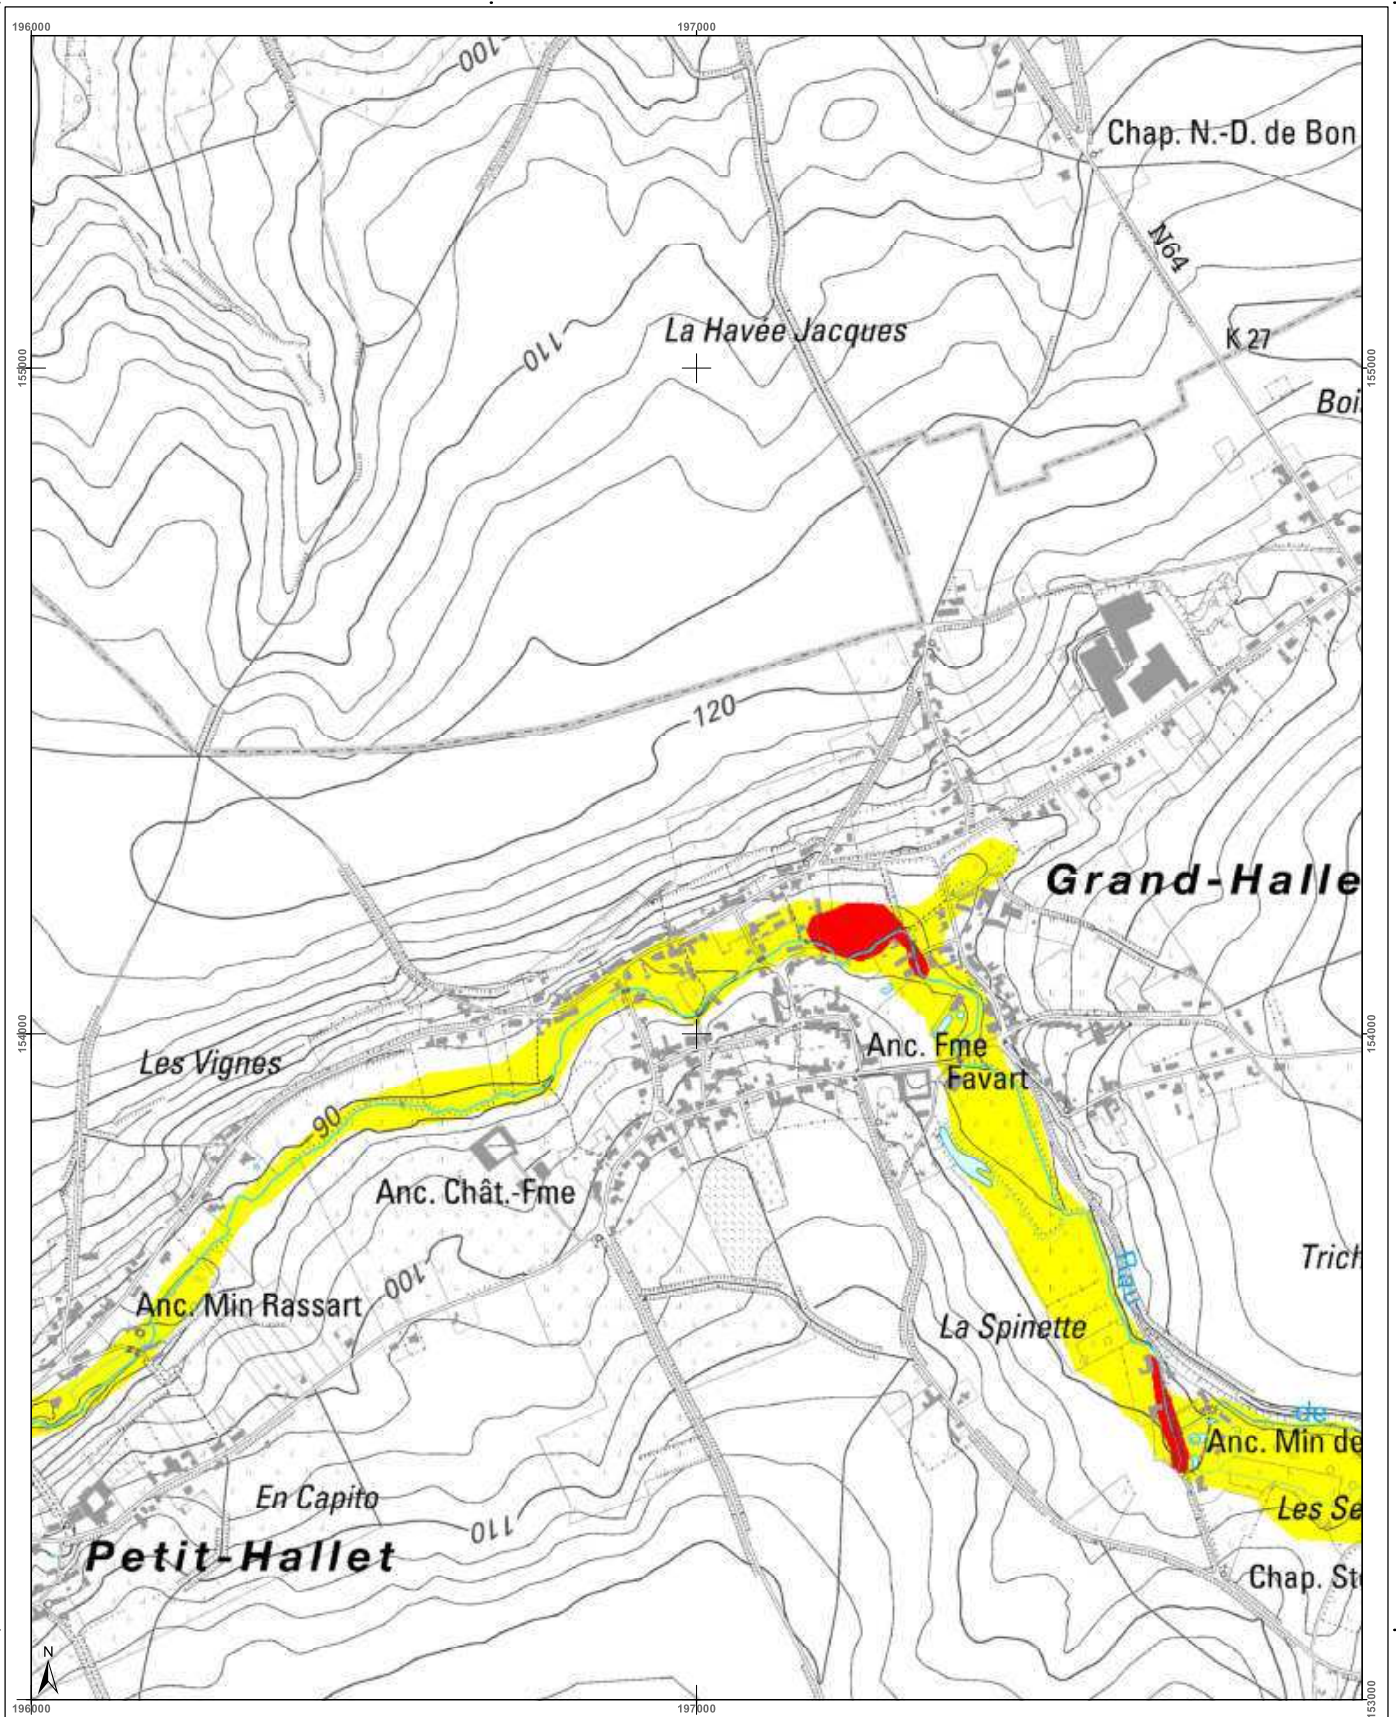 196000
197000
100
Chap. N.-D. de Bon
N64
La Havée Jacques
K 27
110
155000
155000
Boi
120
Grand-Halle
154000
154000
Les Vignes
Anc. Fme
Favart
90
Anc. Chât.-Fme
100
Anc. Min Rassart
Trich
La Spinette
de
Anc. Min de
En Capito
Les Se
110
Petit-Hallet
Chap. St
N
196000
197000
153000